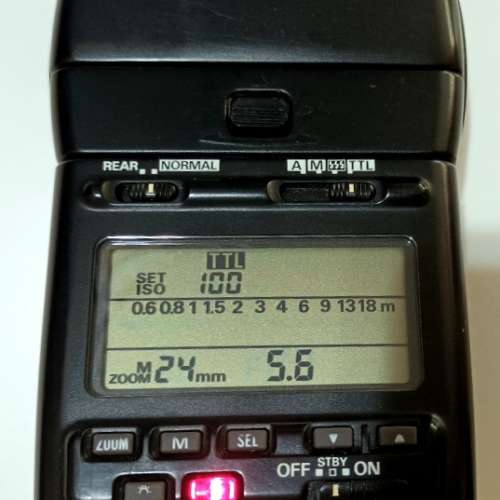 REAR NORMAL A M TTL
TTL
SET
ISO 100
0.6 0.8 1 1.5 2 3 4 6 9 13 18 m
M
ZOOM 24mm 5.6
ZOOM M SEL
OFF STBY ON